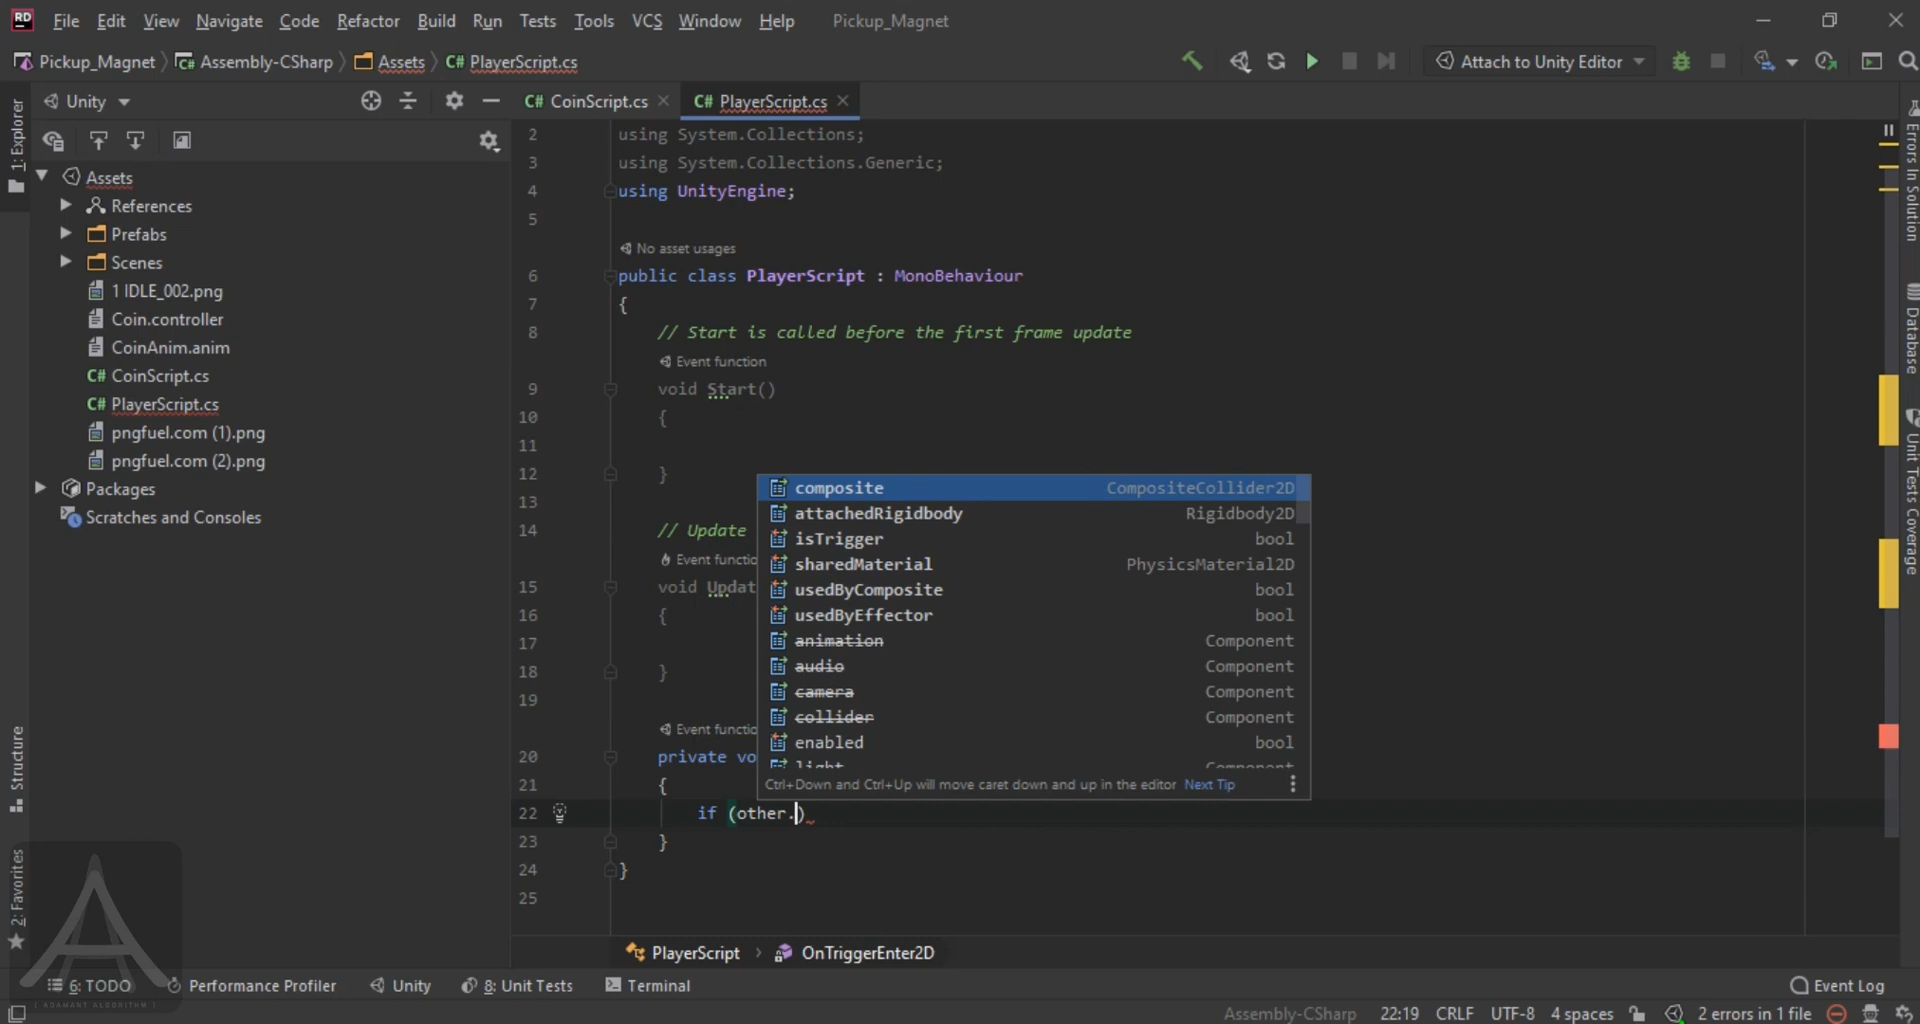 RD File Edit View Navigate Code Refactor Build Run Tests Tools VCS Window Help Pickup_Magnet
Pickup_Magnet Assembly-CSharp Assets C# PlayerScript.cs Attach to Unity Editor
1: Explorer
Unity
Assets
References
Prefabs
Scenes
1 IDLE_002.png
Coin.controller
CoinAnim.anim
C# CoinScript.cs
C# PlayerScript.cs
pngfuel.com (1).png
pngfuel.com (2).png
Packages
Scratches and Consoles
Structure
2: Favorites
C# CoinScript.cs C# PlayerScript.cs
2 using System.Collections;
3 using System.Collections.Generic;
4 using UnityEngine;
5
No asset usages
6 public class PlayerScript : MonoBehaviour
7 {
8 // Start is called before the first frame update
Event function
9 void Start()
10 {
11
12 }
13
14 // Update
Event functio
15 void Updat
16 {
17
18 }
19
Event functio
20 private vo
21 {
22 if (other.)
23 }
24 }
25
composite CompositeCollider2D
attachedRigidbody Rigidbody2D
isTrigger bool
sharedMaterial PhysicsMaterial2D
usedByComposite bool
usedByEffector bool
animation Component
audio Component
camera Component
collider Component
enabled bool
light Component
Ctrl+Down and Ctrl+Up will move caret down and up in the editor Next Tip
Errors In Solution
Database
Unit Tests Coverage
PlayerScript OnTriggerEnter2D
6: TODO Performance Profiler Unity 8: Unit Tests Terminal Event Log
A
| ADAMANT ALGORITHM |
Assembly-CSharp 22:19 CRLF UTF-8 4 spaces 2 errors in 1 file